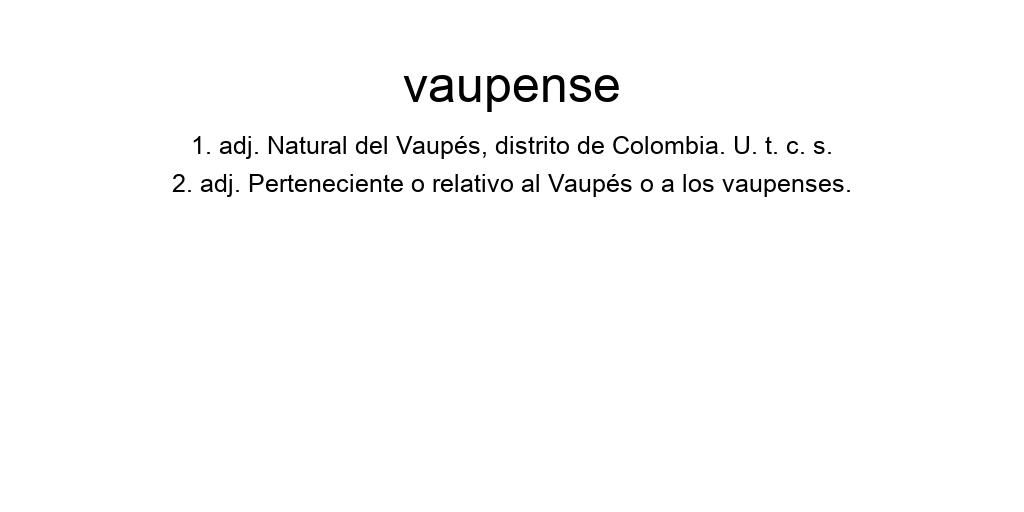 vaupense
1. adj. Natural del Vaupés, distrito de Colombia. U. t. c. s.
2. adj. Perteneciente o relativo al Vaupés o a los vaupenses.